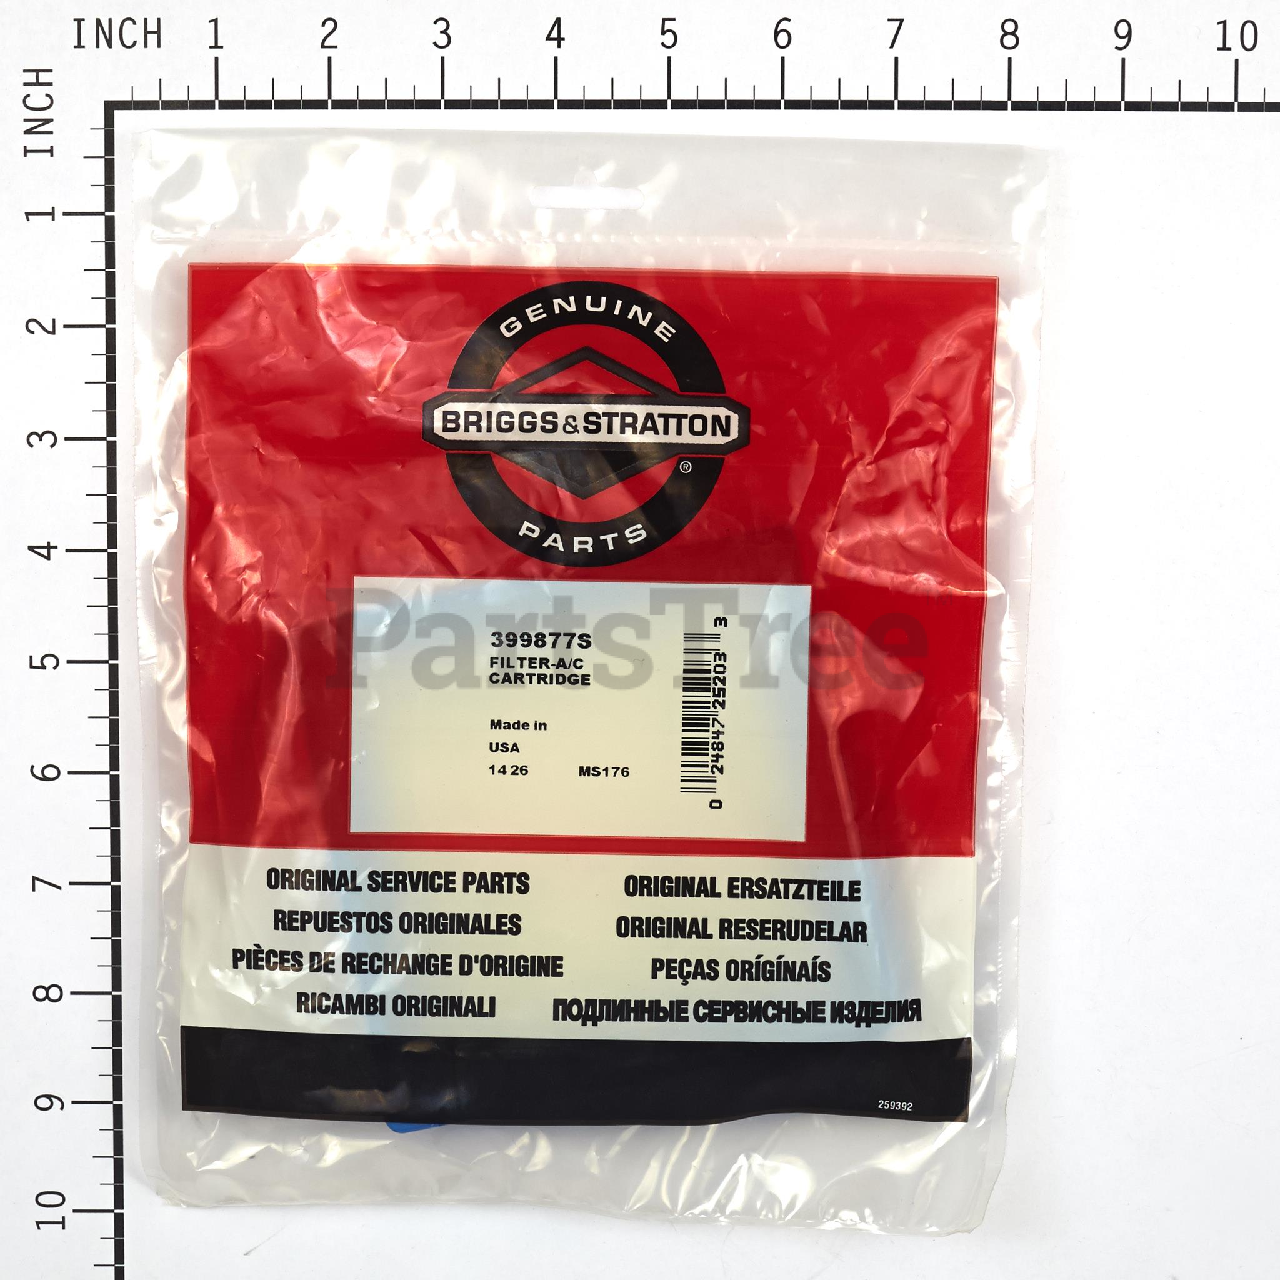 INCH 1 2 3 4 5 6 7 8 9 10
INCH 1 2 3 4 5 6 7 8 9 10
GENUINE
BRIGGS & STRATTON
®
PARTS
PartsTree
399877S
FILTER-A/C
CARTRIDGE
Made in
USA
14 26 MS176
0 24847 25203 3
ORIGINAL SERVICE PARTS
REPUESTOS ORIGINALES
PIÈCES DE RECHANGE D'ORIGINE
RICAMBI ORIGINALI
ORIGINAL ERSATZTEILE
ORIGINAL RESERUDELAR
PEÇAS ORÍGÍNAÍS
ПОДЛИННЫЕ СЕРВИСНЫЕ ИЗДЕЛИЯ
259392